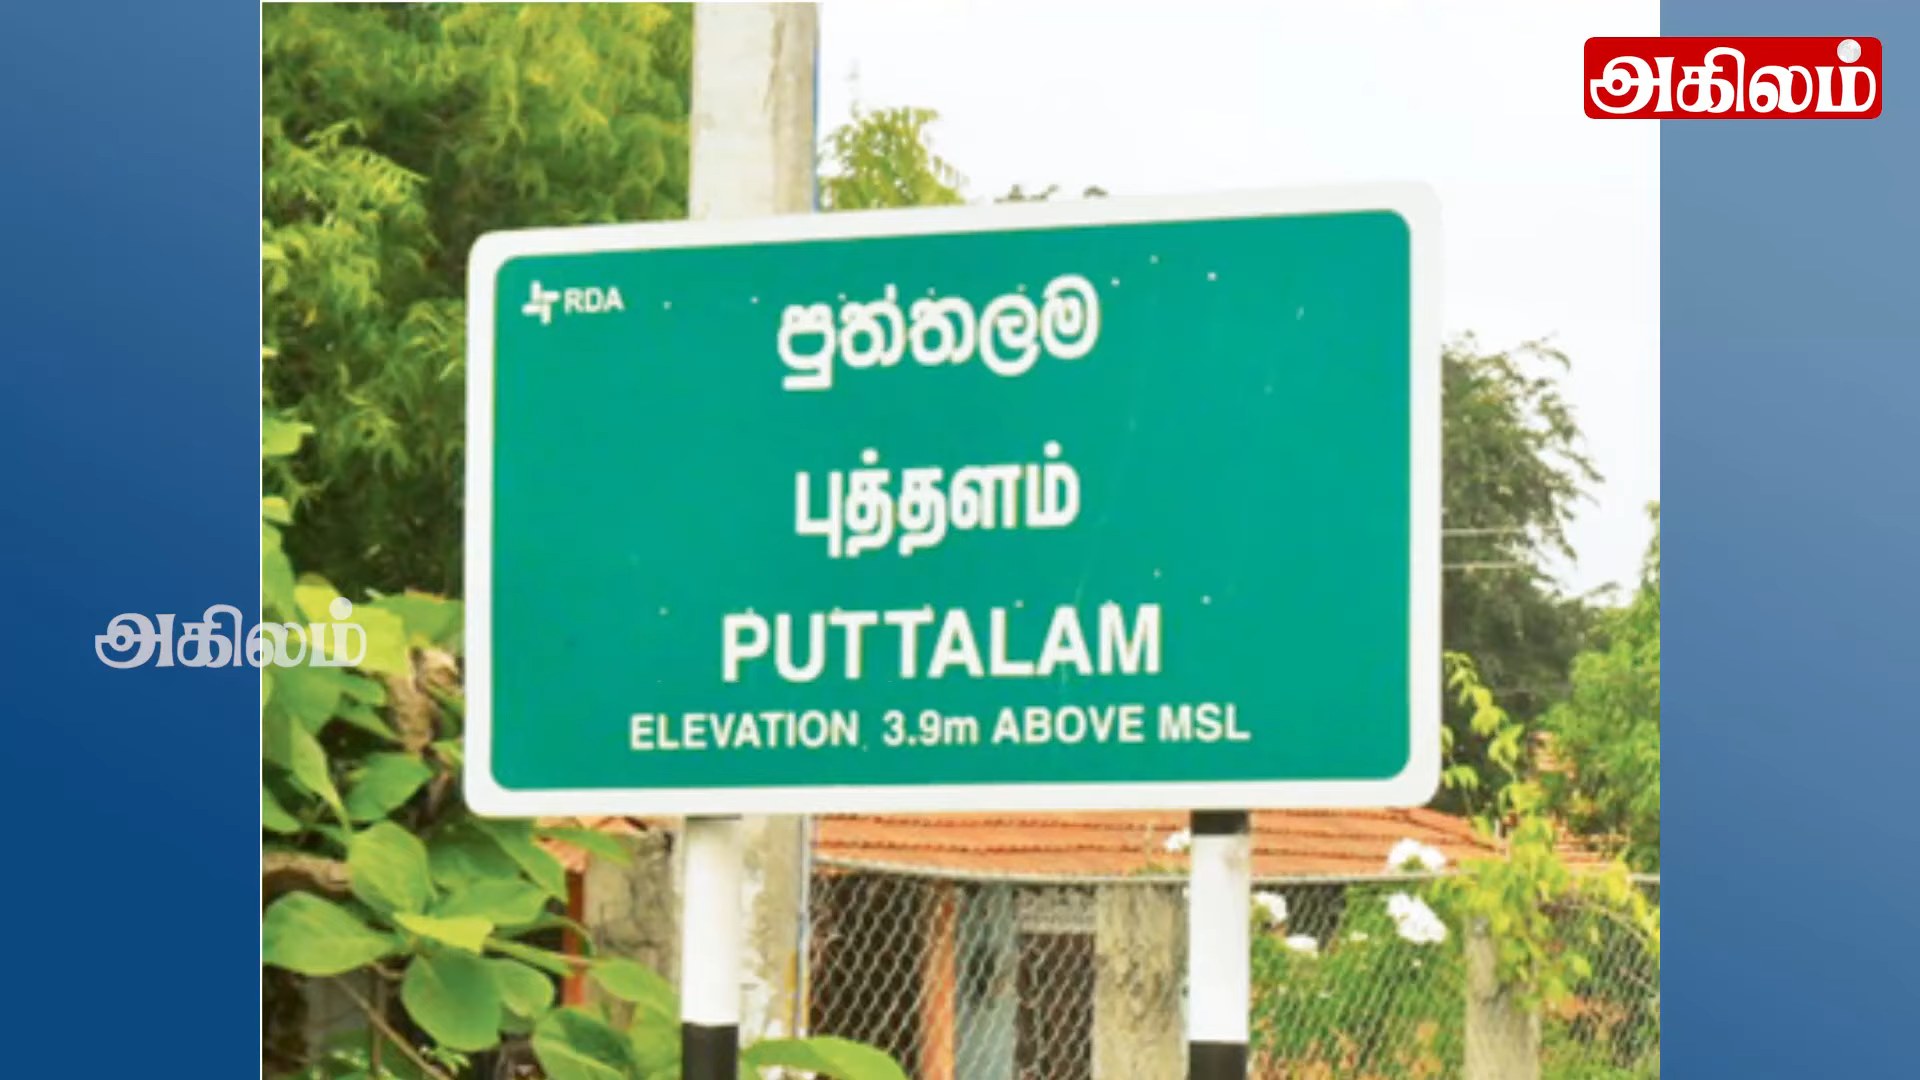 அகிலம்
RDA
පුත්තලම
புத்தளம்
PUTTALAM
ELEVATION 3.9m ABOVE MSL
அகிலம்